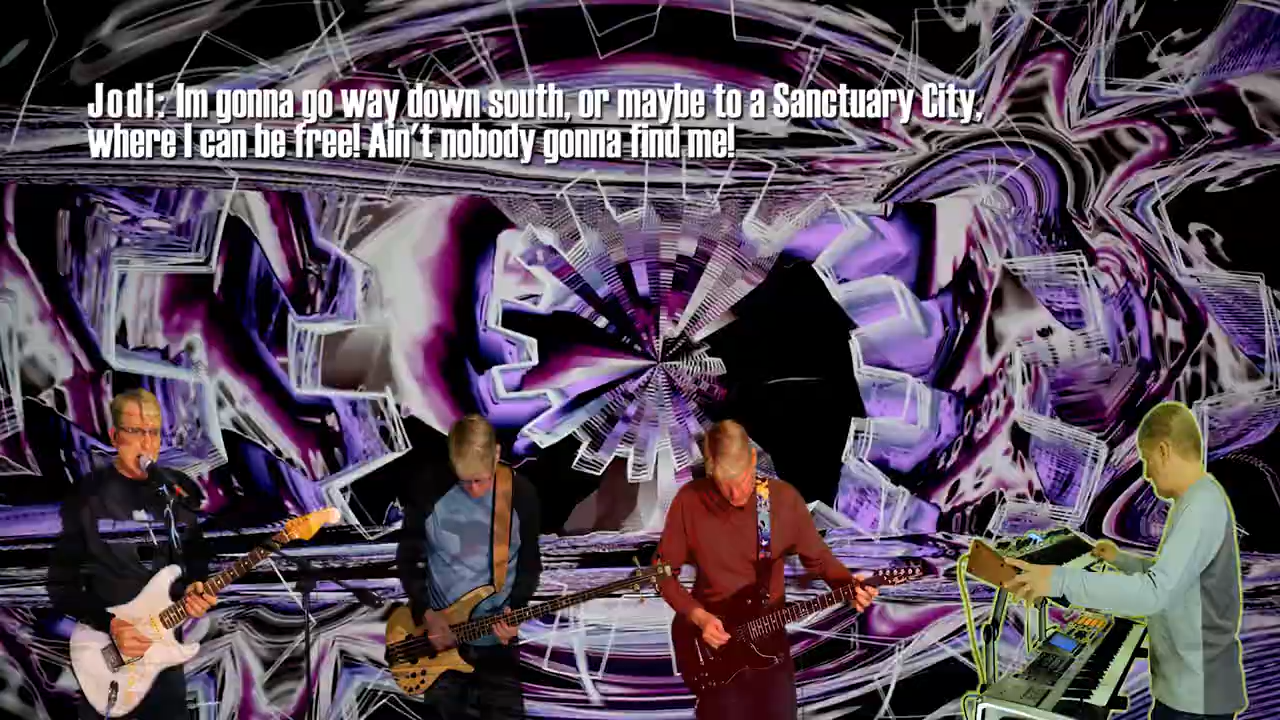 Jodi: Im gonna go way down south, or maybe to a Sanctuary City,
where I can be free! Ain't nobody gonna find me!